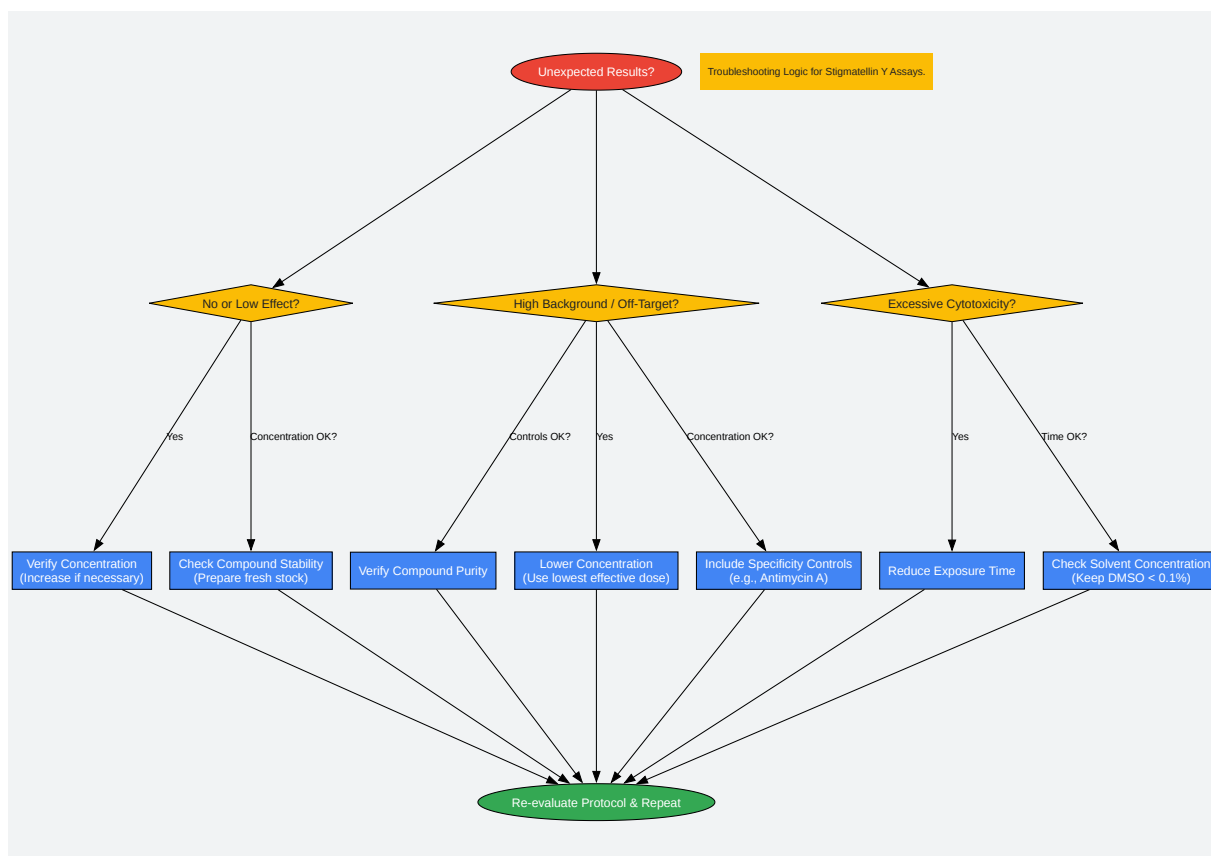 Unexpected Results?
Troubleshooting Logic for Stigmatellin Y Assays.
No or Low Effect?
High Background / Off-Target?
Excessive Cytotoxicity?
Yes
Concentration OK?
Controls OK?
Yes
Concentration OK?
Yes
Time OK?
Verify Concentration
(Increase if necessary)
Check Compound Stability
(Prepare fresh stock)
Verify Compound Purity
Lower Concentration
(Use lowest effective dose)
Include Specificity Controls
(e.g., Antimycin A)
Reduce Exposure Time
Check Solvent Concentration
(Keep DMSO < 0.1%)
Re-evaluate Protocol & Repeat